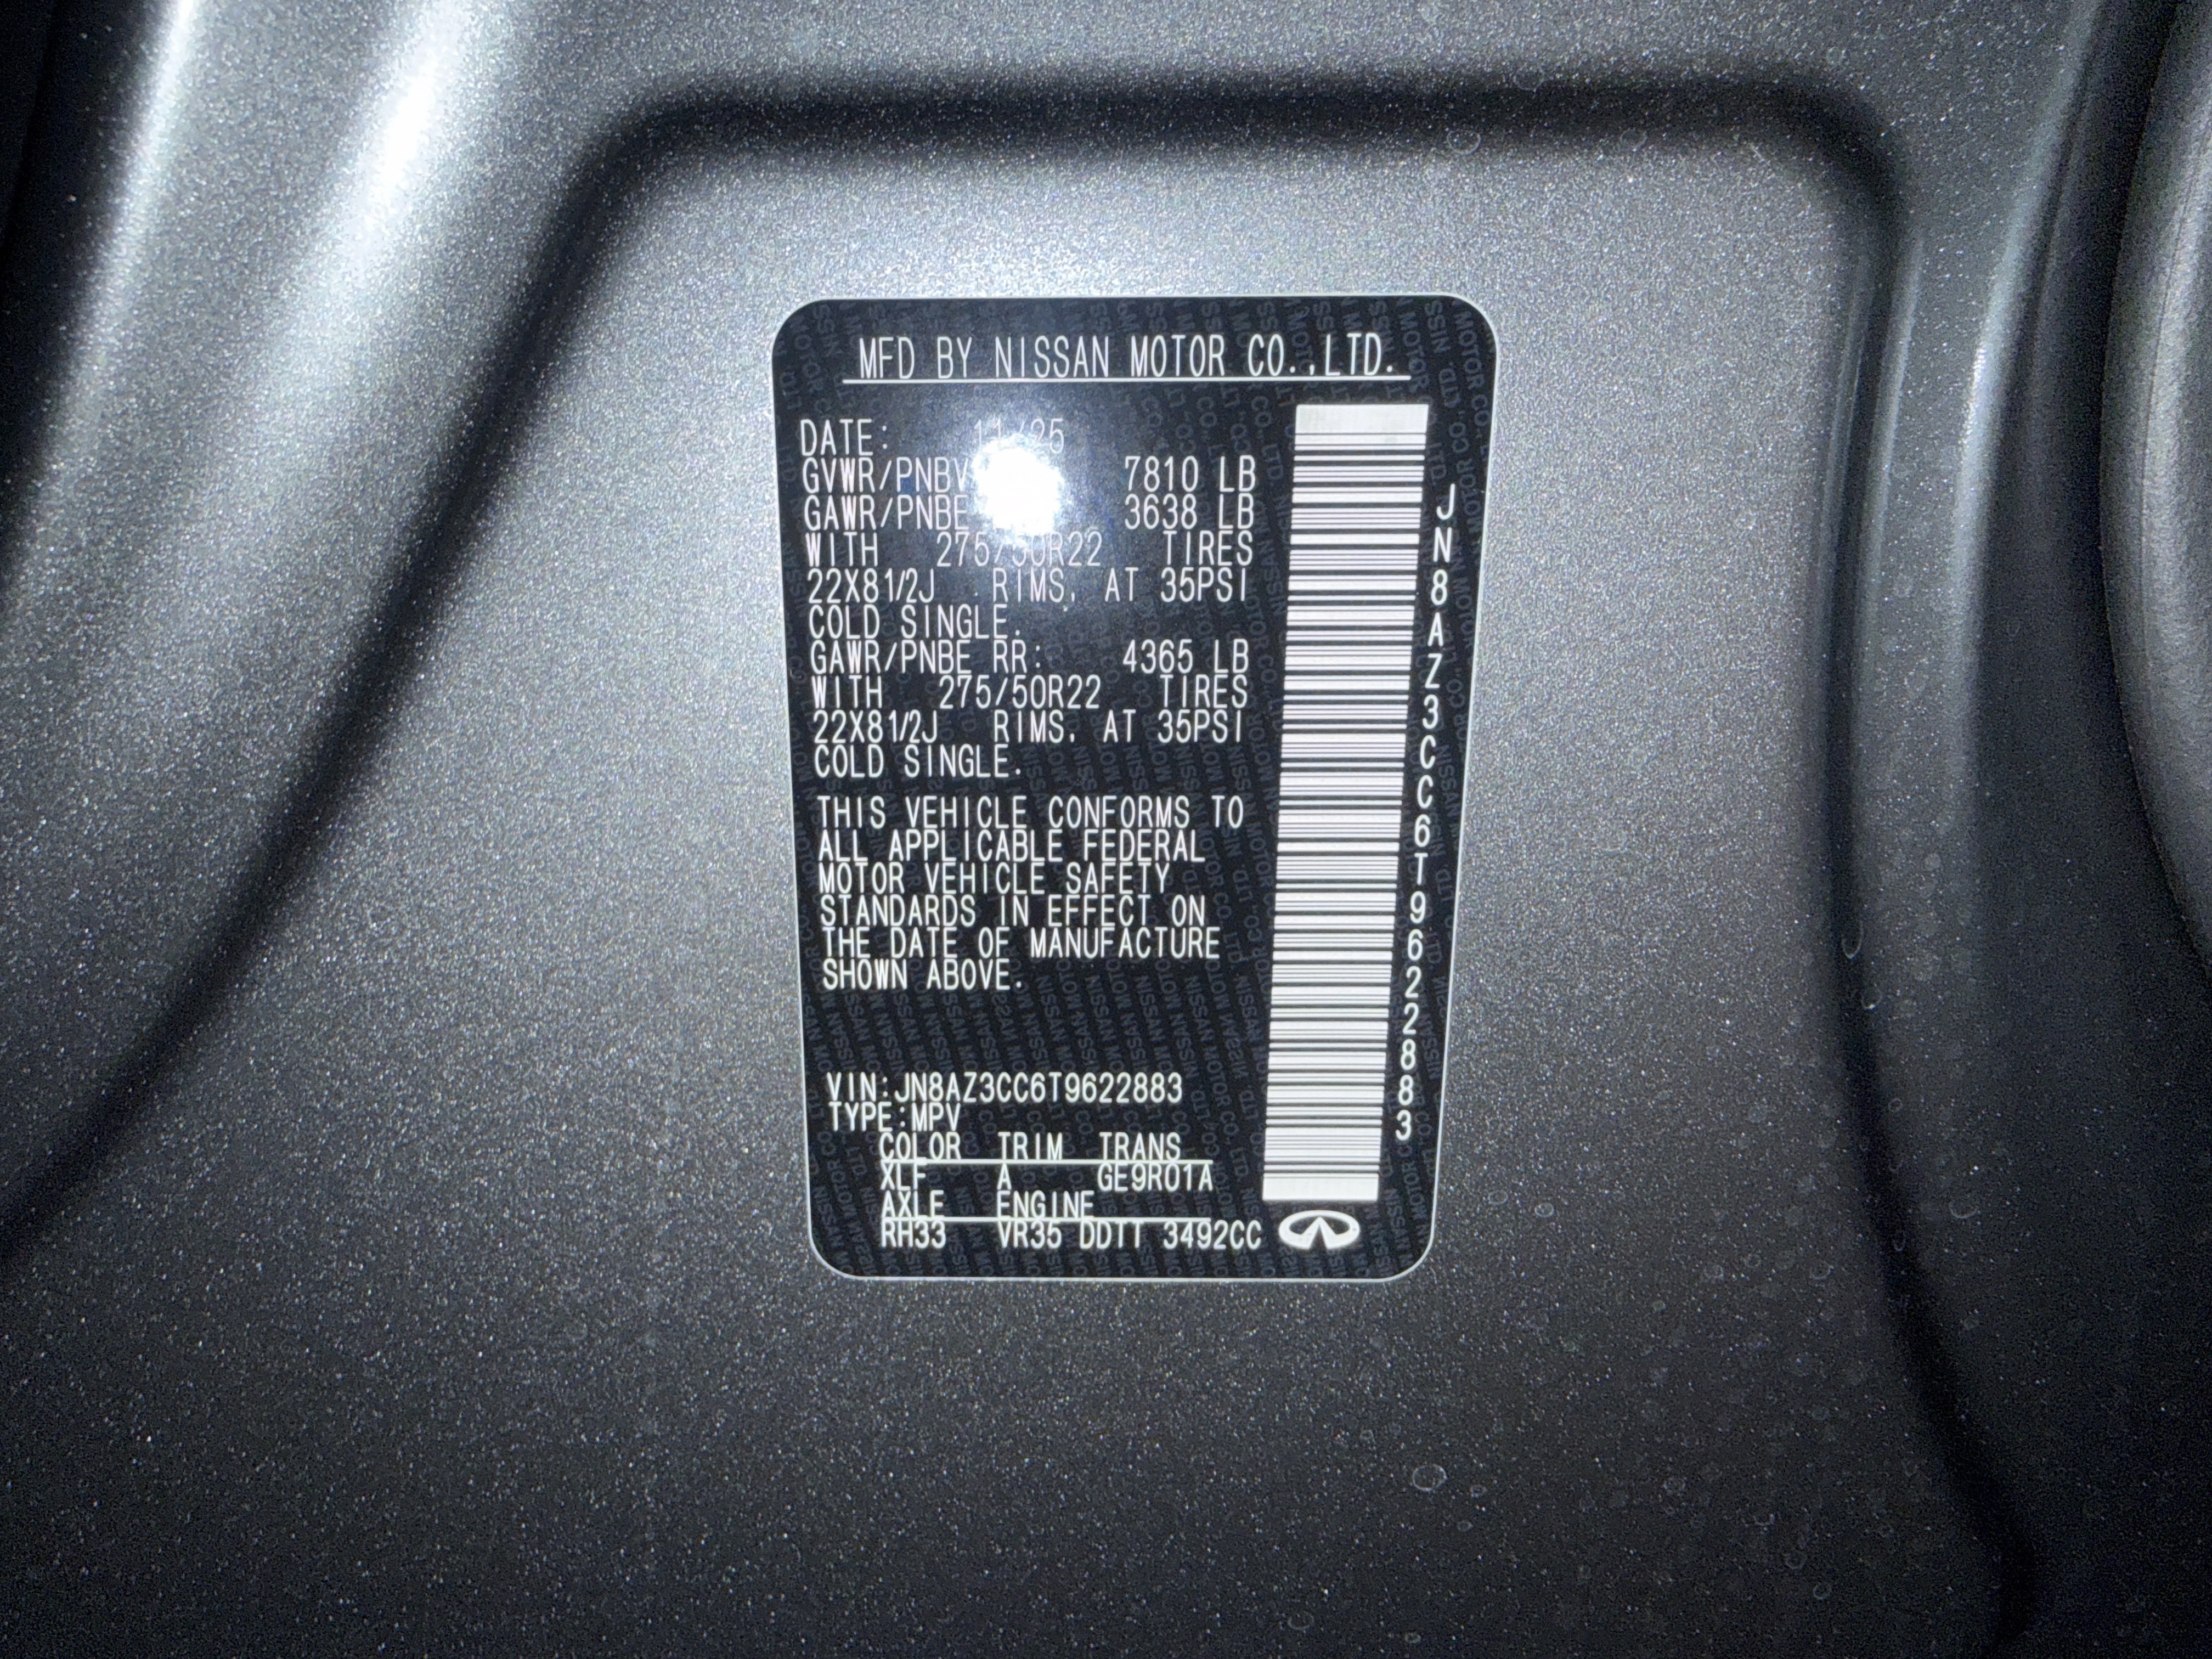 MFD BY NISSAN MOTOR CO.,LTD.
DATE: 11/25
GVWR/PNBV 7810 LB
GAWR/PNBE 3638 LB
WITH 275/50R22 TIRES
22X81/2J RIMS, AT 35PSI
COLD SINGLE.
GAWR/PNBE RR: 4365 LB
WITH 275/50R22 TIRES
22X81/2J RIMS, AT 35PSI
COLD SINGLE.
THIS VEHICLE CONFORMS TO
ALL APPLICABLE FEDERAL
MOTOR VEHICLE SAFETY
STANDARDS IN EFFECT ON
THE DATE OF MANUFACTURE
SHOWN ABOVE.
VIN:JN8AZ3CC6T9622883
TYPE:MPV
COLOR TRIM TRANS
XLF A GE9R01A
AXLE ENGINE
RH33 VR35 DDTT 3492CC
JN8AZ3CC6T9622883